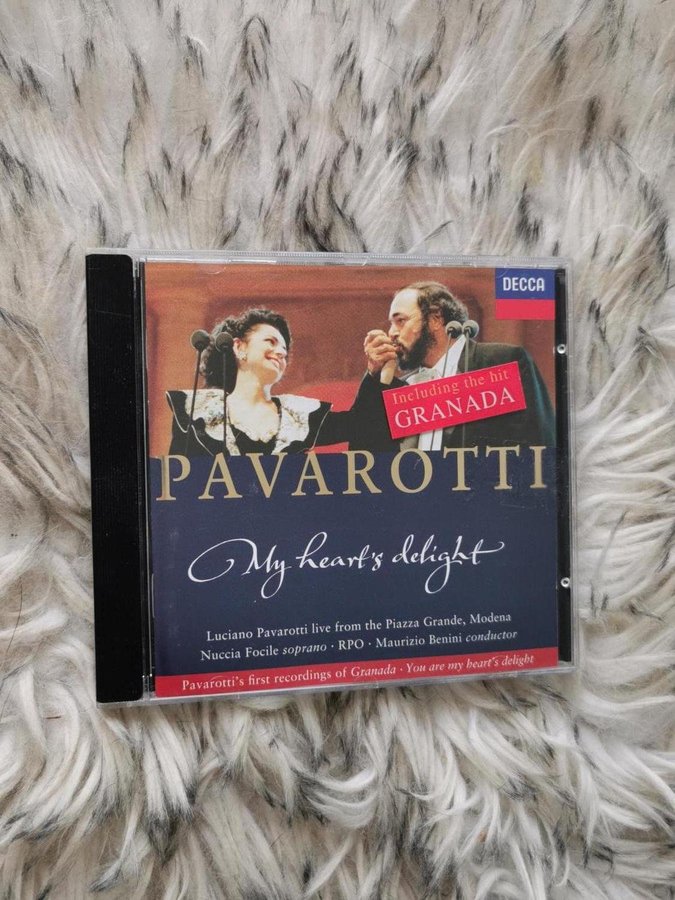 DECCA
Including the hit
GRANADA
PAVAROTTI
My heart's delight
Luciano Pavarotti live from the Piazza Grande, Modena
Nuccia Focile soprano · RPO · Maurizio Benini conductor
Pavarotti's first recordings of Granada · You are my heart's delight